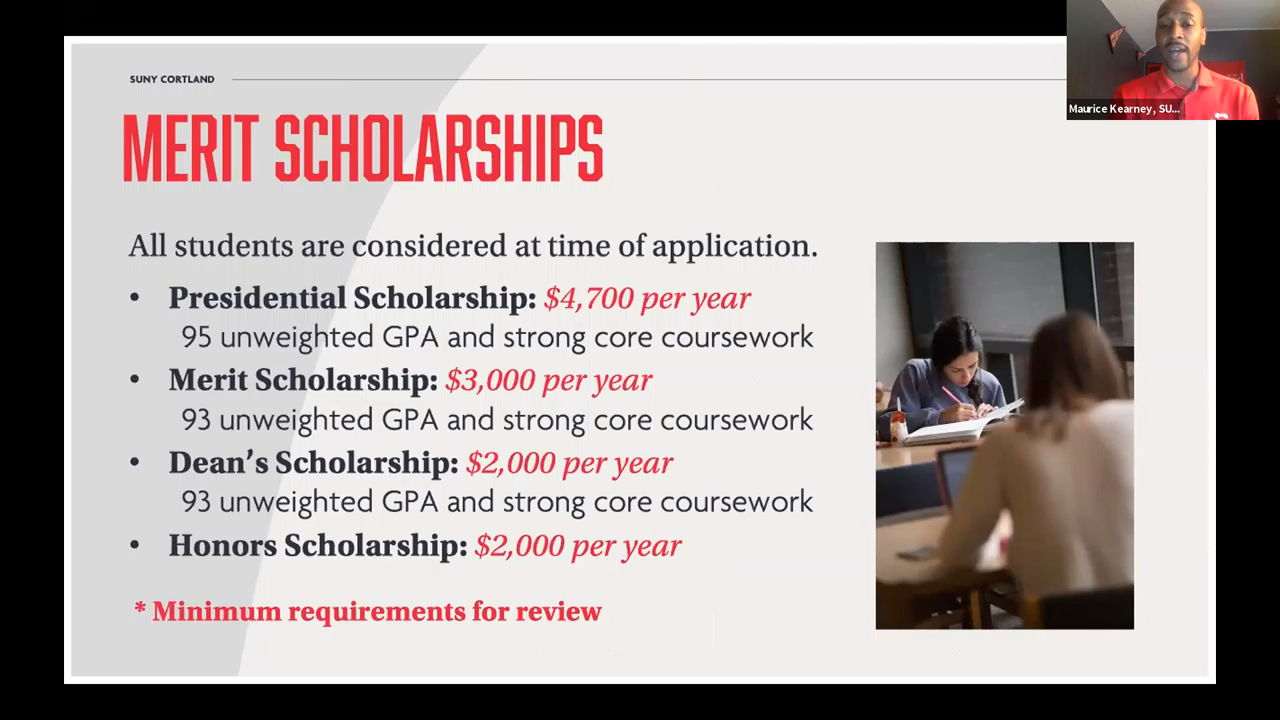 SUNY CORTLAND
MERIT SCHOLARSHIPS
All students are considered at time of application.
• Presidential Scholarship: $4,700 per year
95 unweighted GPA and strong core coursework
• Merit Scholarship: $3,000 per year
93 unweighted GPA and strong core coursework
• Dean’s Scholarship: $2,000 per year
93 unweighted GPA and strong core coursework
• Honors Scholarship: $2,000 per year
* Minimum requirements for review
Maurice Kearney, SU...